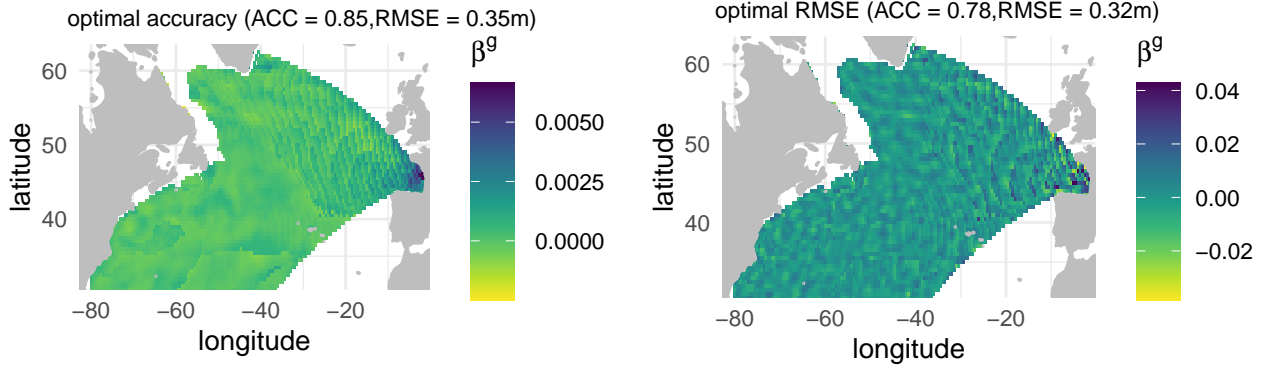 optimal accuracy (ACC = 0.85,RMSE = 0.35m)
βg
60
50
40
latitude
−80 −60 −40 −20
longitude
0.0050
0.0025
0.0000
optimal RMSE (ACC = 0.78,RMSE = 0.32m)
βg
60
50
40
latitude
−80 −60 −40 −20
longitude
0.04
0.02
0.00
−0.02